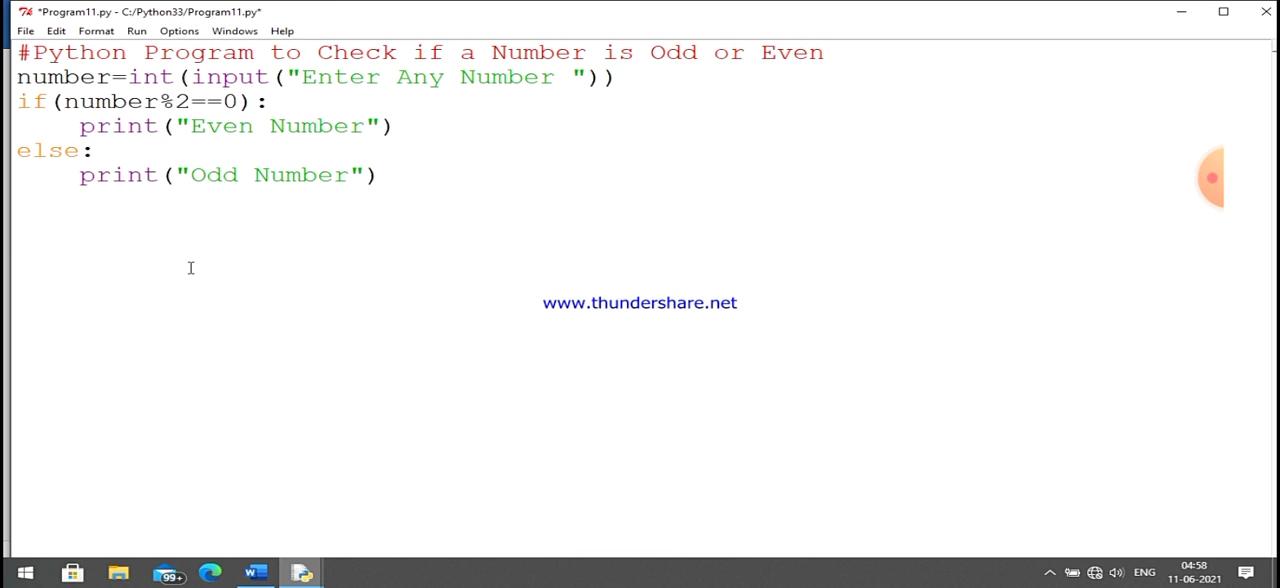 *Program11.py - C:/Python33/Program11.py*
File Edit Format Run Options Windows Help
#Python Program to Check if a Number is Odd or Even
number=int(input("Enter Any Number "))
if(number%2==0):
    print("Even Number")
else:
    print("Odd Number")
www.thundershare.net
99+
ENG
04:58
11-06-2021